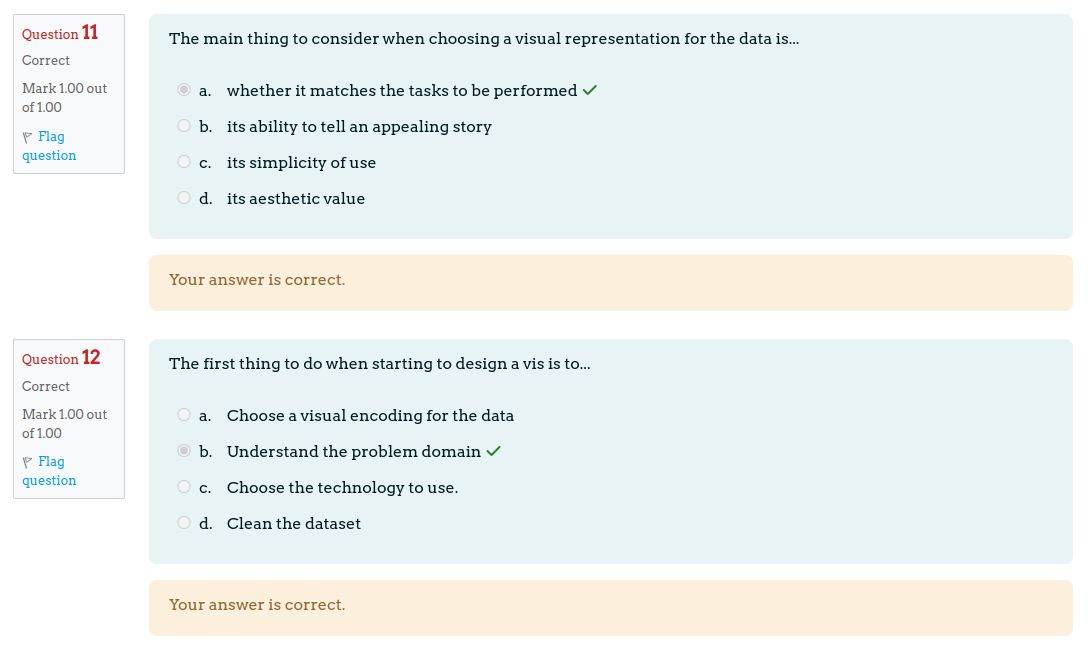 Question 11
Correct
Mark 1.00 out
of 1.00
Flag
question
The main thing to consider when choosing a visual representation for the data is...
a. whether it matches the tasks to be performed
b. its ability to tell an appealing story
c. its simplicity of use
d. its aesthetic value
Your answer is correct.
Question 12
Correct
Mark 1.00 out
of 1.00
Flag
question
The first thing to do when starting to design a vis is to...
a. Choose a visual encoding for the data
b. Understand the problem domain
c. Choose the technology to use.
d. Clean the dataset
Your answer is correct.